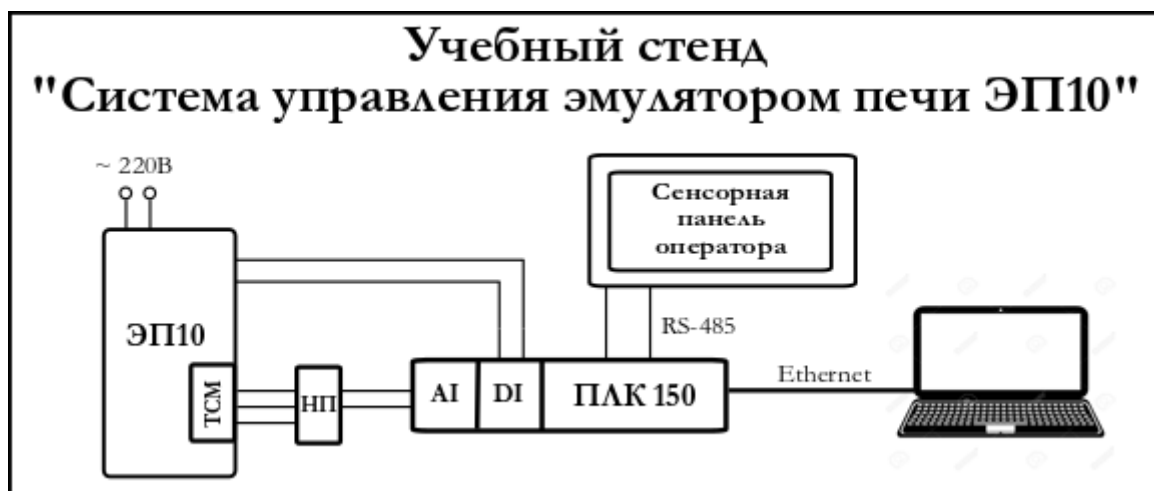 Учебный стенд
"Система управления эмулятором печи ЭП10"
~ 220В
Сенсорная
панель
оператора
ЭП10
RS-485
ТСМ
НП
AI
DI
ПЛК 150
Ethernet